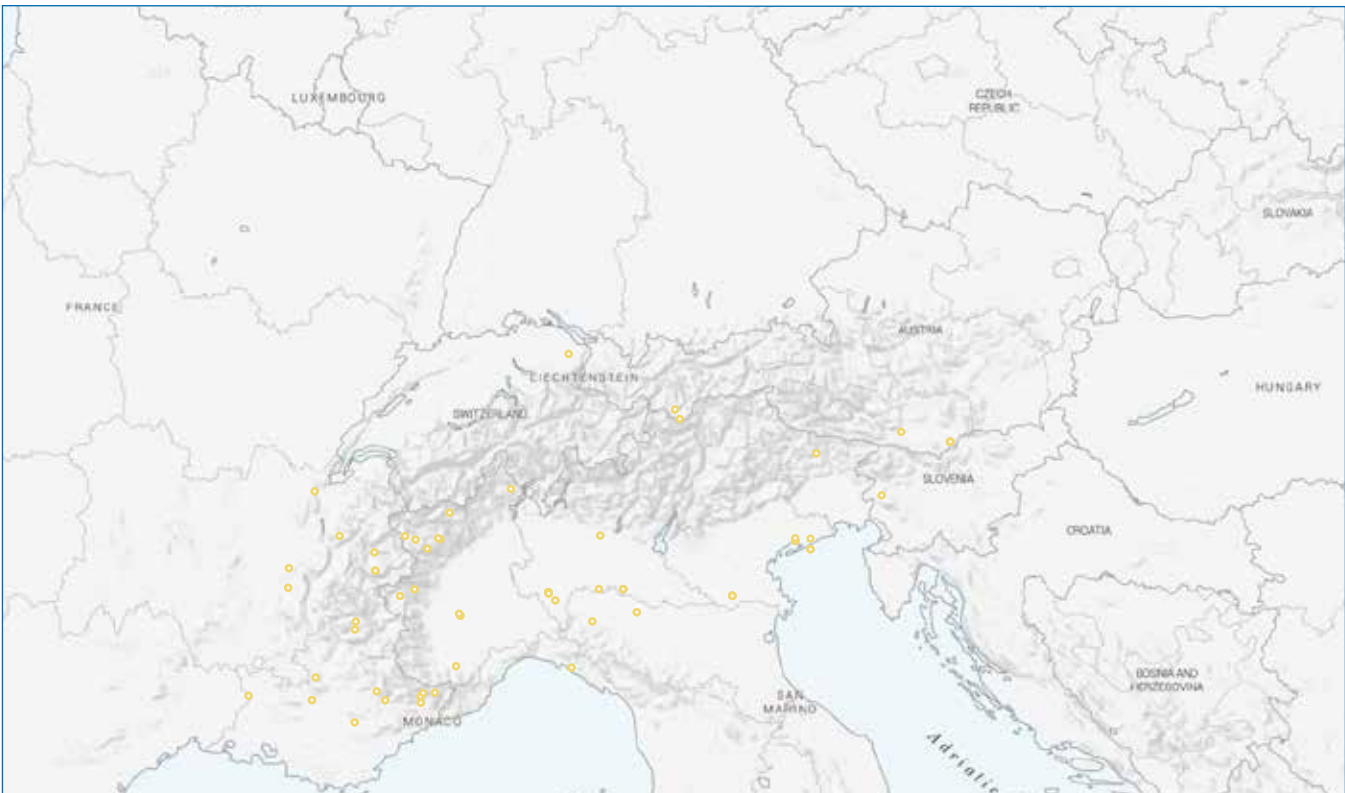 LUXEMBOURG
CZECH
REPUBLIC
SLOVAKIA
FRANCE
AUSTRIA
LIECHTENSTEIN
HUNGARY
SWITZERLAND
SLOVENIA
CROATIA
BOSNIA AND
HERZEGOVINA
SAN
MARINO
MONACO
Adriatic